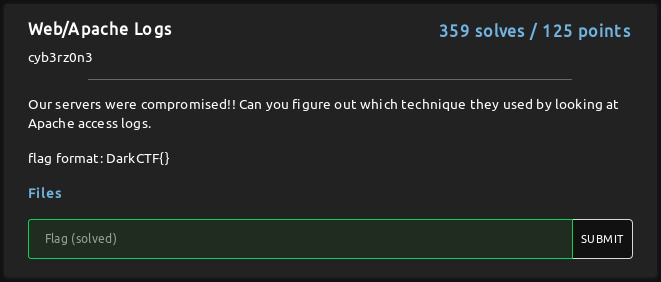 Web/Apache Logs
359 solves / 125 points
cyb3rz0n3
Our servers were compromised!! Can you figure out which technique they used by looking at
Apache access logs.
flag format: DarkCTF{}
Files
Flag (solved)
SUBMIT